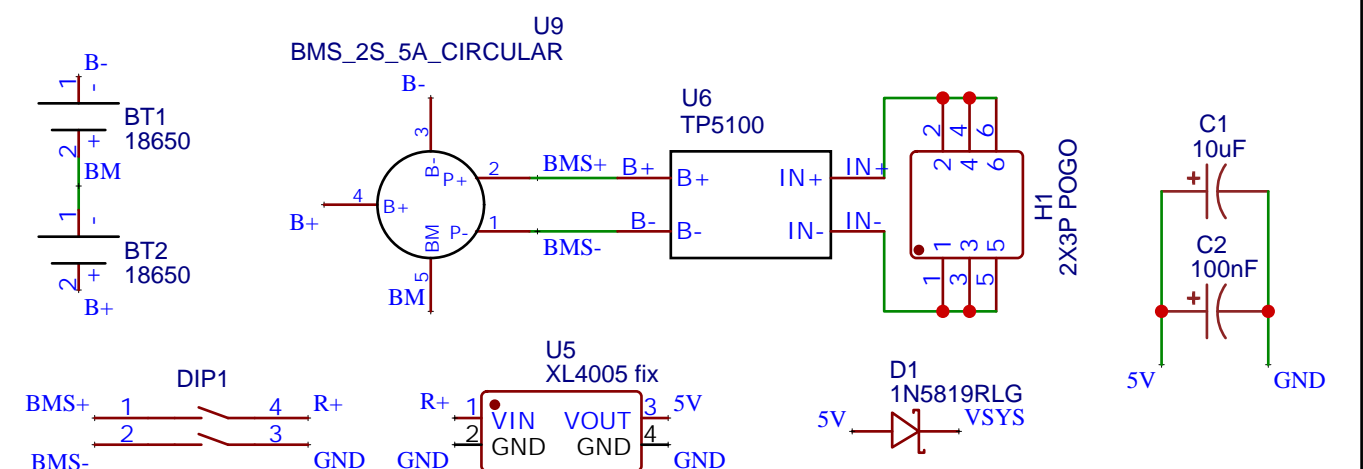 U9
BMS_2S_5A_CIRCULAR
B-
1
-
BT1
18650
+
2
BM
1
-
BT2
18650
+
2
B+
B-
3
B-
P+
2
BMS+
B+
4
B+
BM
P-
1
BMS-
B-
5
BM
U6
TP5100
B+
IN+
IN+
B-
IN-
IN-
2
4
6
2
4
6
1
3
5
1
3
5
H1
2X3P POGO
C1
10uF
+
C2
100nF
+
5V
GND
DIP1
BMS+
1
4
R+
BMS-
2
3
GND
U5
XL4005 fix
R+
1
VIN
VOUT
3
5V
GND
2
GND
GND
4
GND
D1
1N5819RLG
5V
VSYS